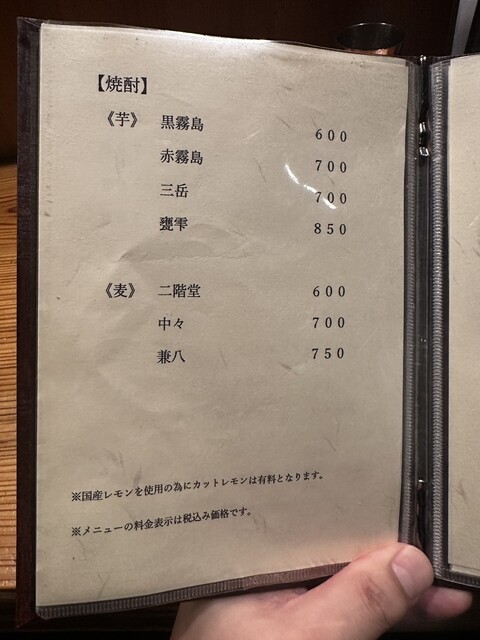 【焼酎】
《芋》 黒霧島 600
赤霧島 700
三岳 700
甕雫 850
《麦》 二階堂 600
中々 700
兼八 750
※国産レモンを使用の為にカットレモンは有料となります。
※メニューの料金表示は税込み価格です。